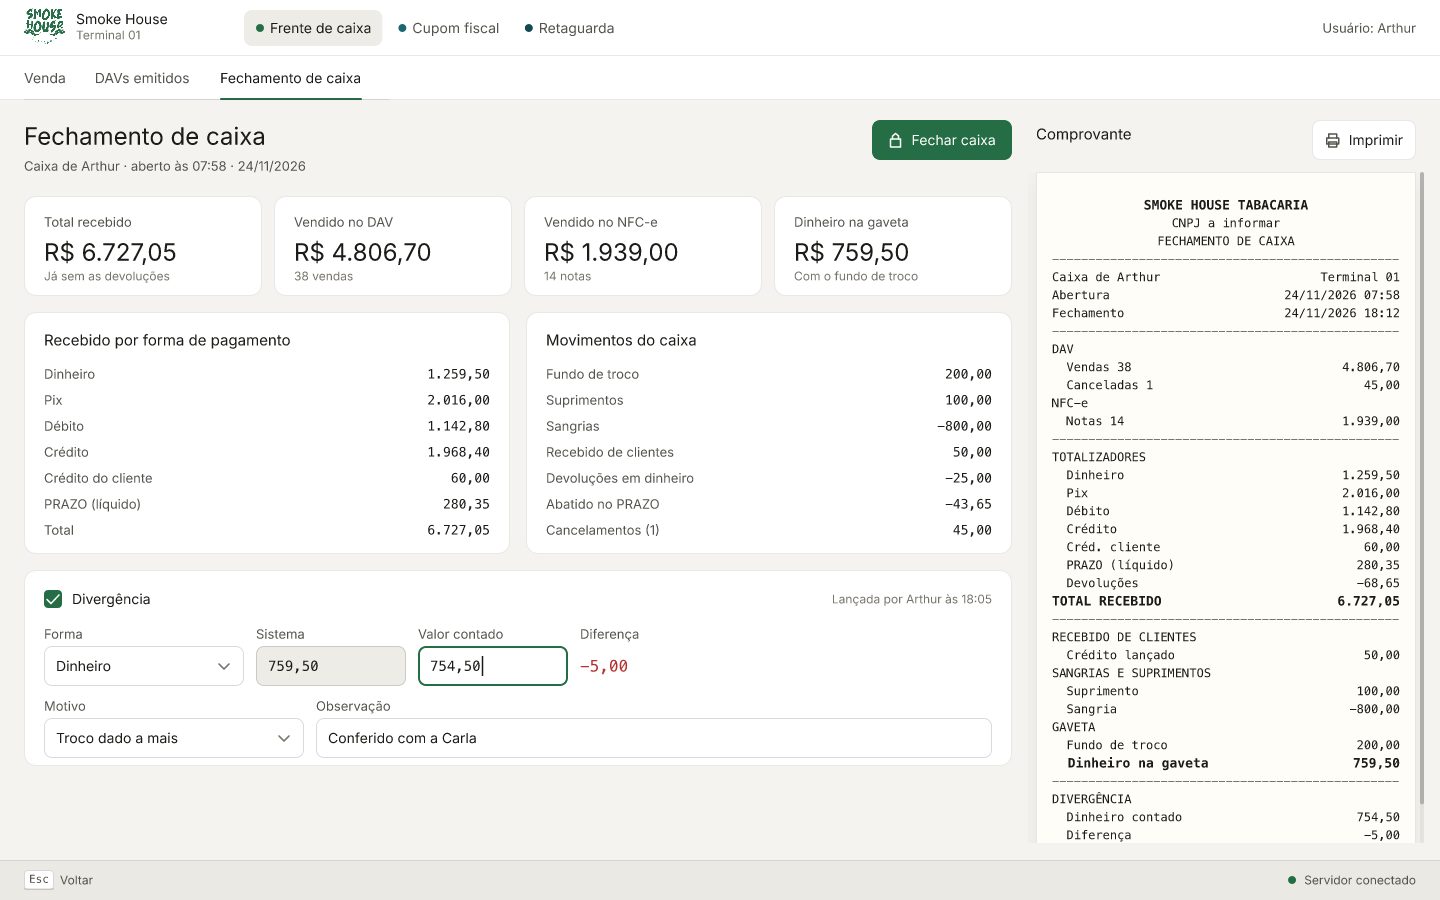 SMOKE HOUSE
Smoke House
Terminal 01
Frente de caixa
Cupom fiscal
Retaguarda
Usuário: Arthur
Venda
DAVs emitidos
Fechamento de caixa
Fechamento de caixa
Caixa de Arthur · aberto às 07:58 · 24/11/2026
Fechar caixa
Total recebido
R$ 6.727,05
Já sem as devoluções
Vendido no DAV
R$ 4.806,70
38 vendas
Vendido no NFC-e
R$ 1.939,00
14 notas
Dinheiro na gaveta
R$ 759,50
Com o fundo de troco
Recebido por forma de pagamento
Dinheiro 1.259,50
Pix 2.016,00
Débito 1.142,80
Crédito 1.968,40
Crédito do cliente 60,00
PRAZO (líquido) 280,35
Total 6.727,05
Movimentos do caixa
Fundo de troco 200,00
Suprimentos 100,00
Sangrias −800,00
Recebido de clientes 50,00
Devoluções em dinheiro −25,00
Abatido no PRAZO −43,65
Cancelamentos (1) 45,00
Divergência
Lançada por Arthur às 18:05
Forma
Dinheiro
Sistema
759,50
Valor contado
754,50
Diferença
−5,00
Motivo
Troco dado a mais
Observação
Conferido com a Carla
Comprovante
Imprimir
SMOKE HOUSE TABACARIA
CNPJ a informar
FECHAMENTO DE CAIXA
Caixa de Arthur Terminal 01
Abertura 24/11/2026 07:58
Fechamento 24/11/2026 18:12
DAV
Vendas 38 4.806,70
Canceladas 1 45,00
NFC-e
Notas 14 1.939,00
TOTALIZADORES
Dinheiro 1.259,50
Pix 2.016,00
Débito 1.142,80
Crédito 1.968,40
Créd. cliente 60,00
PRAZO (líquido) 280,35
Devoluções −68,65
TOTAL RECEBIDO 6.727,05
RECEBIDO DE CLIENTES
Crédito lançado 50,00
SANGRIAS E SUPRIMENTOS
Suprimento 100,00
Sangria −800,00
GAVETA
Fundo de troco 200,00
Dinheiro na gaveta 759,50
DIVERGÊNCIA
Dinheiro contado 754,50
Diferença −5,00
Esc Voltar
Servidor conectado